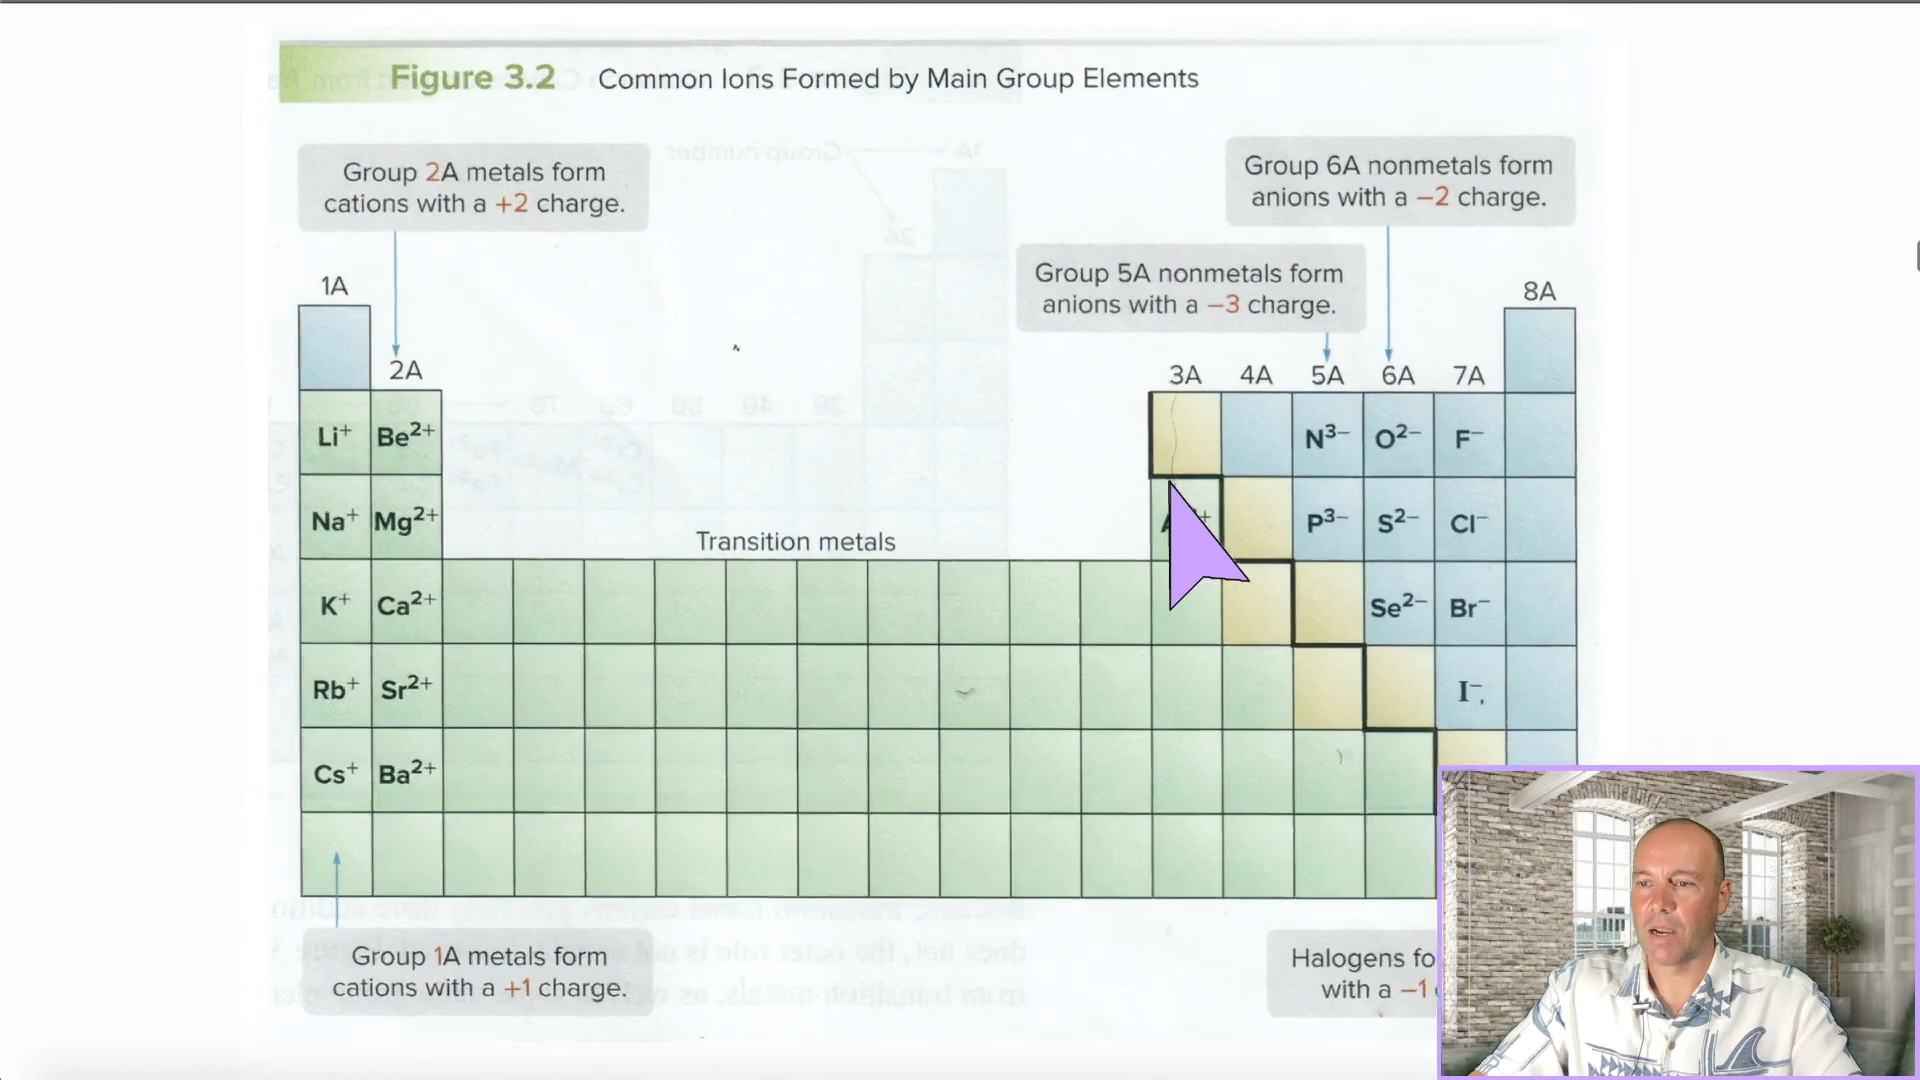 Figure 3.2 Common Ions Formed by Main Group Elements
Group 2A metals form
cations with a +2 charge.
Group 6A nonmetals form
anions with a −2 charge.
Group 5A nonmetals form
anions with a −3 charge.
1A
8A
2A
3A 4A 5A 6A 7A
Li⁺ Be²⁺ N³⁻ O²⁻ F⁻
Na⁺ Mg²⁺ P³⁻ S²⁻ Cl⁻
Transition metals
K⁺ Ca²⁺ Se²⁻ Br⁻
Rb⁺ Sr²⁺ I⁻
Cs⁺ Ba²⁺
Group 1A metals form
cations with a +1 charge.
Halogens
with a −1